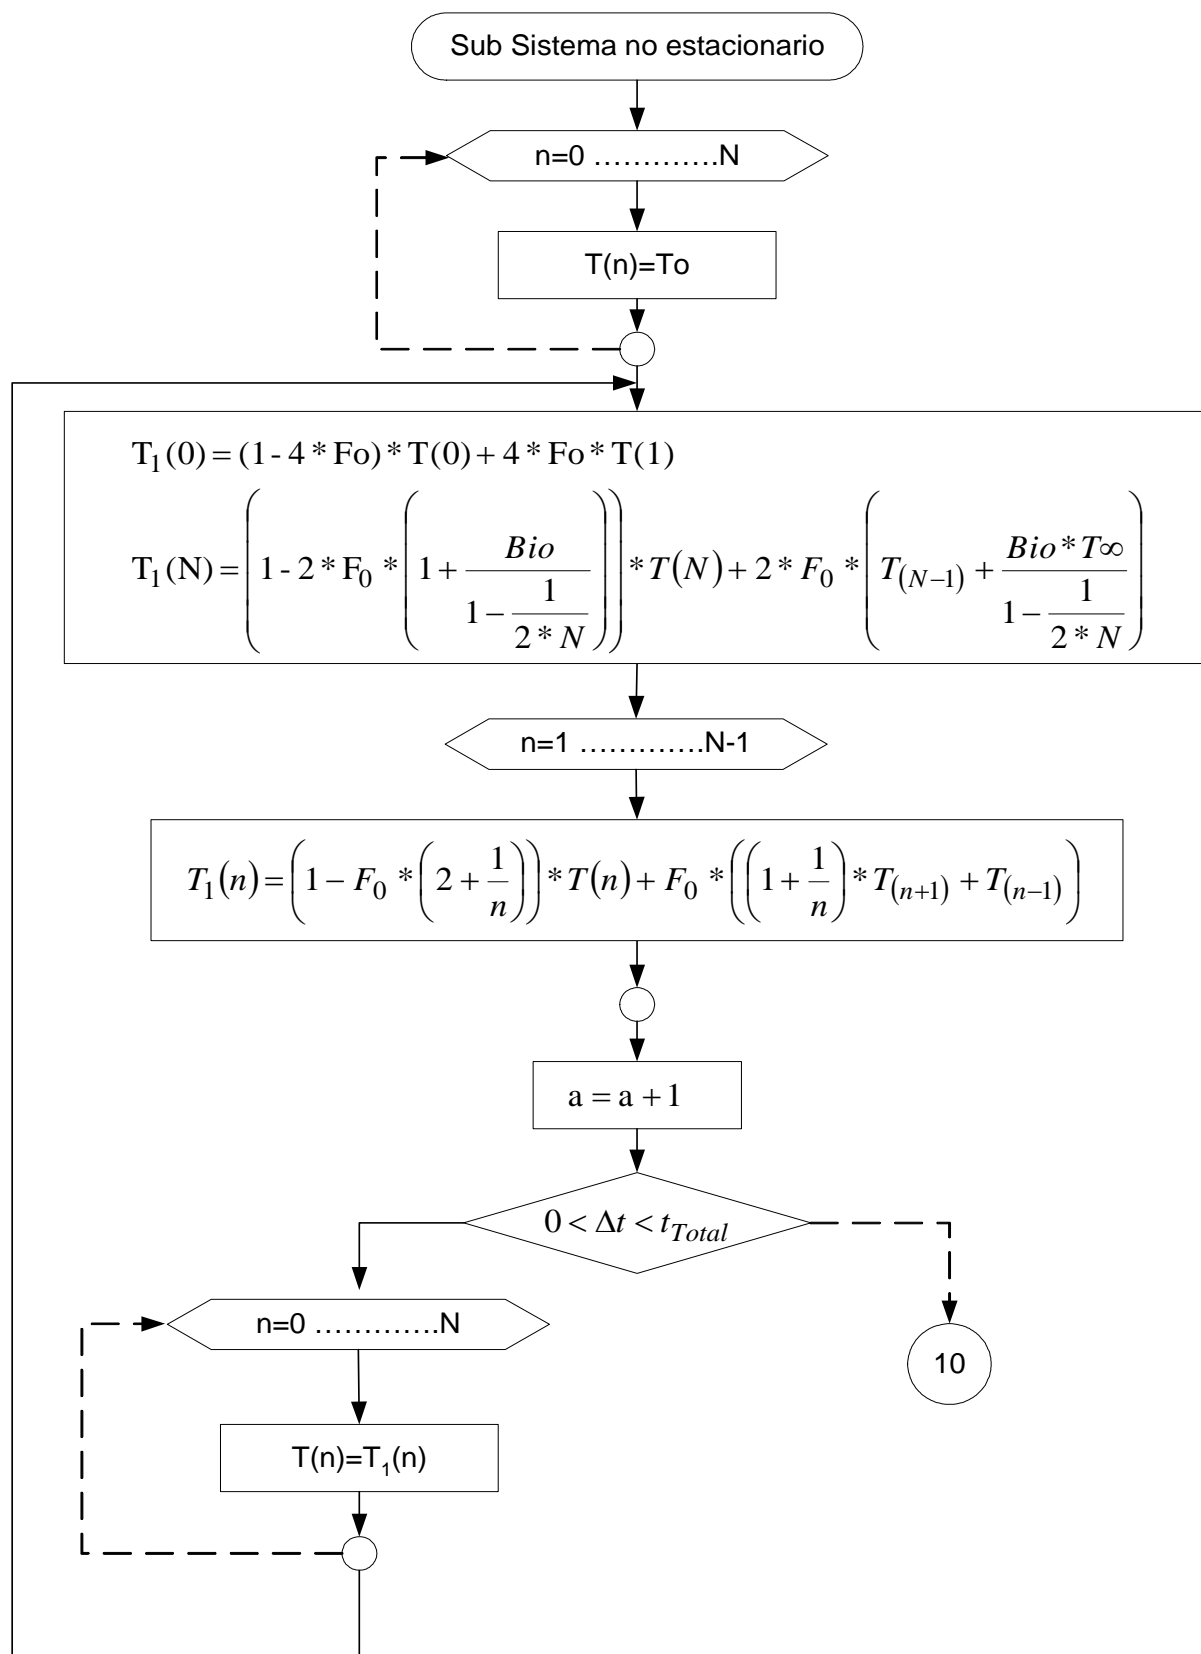 Sub Sistema no estacionario
n=0 .............N
T(n)=To
T₁(0) = (1 - 4 * Fo) * T(0) + 4 * Fo * T(1)
T₁(N) = (1 - 2 * F₀ * (1 + Bio / (1 − 1 / (2 * N)))) * T(N) + 2 * F₀ * (T₍N−1₎ + Bio * T∞ / (1 − 1 / (2 * N)))
n=1 .............N-1
T₁(n) = (1 − F₀ * (2 + 1/n)) * T(n) + F₀ * ((1 + 1/n) * T₍n+1₎ + T₍n−1₎)
a = a + 1
0 < Δt < t_Total
n=0 .............N
10
T(n)=T₁(n)